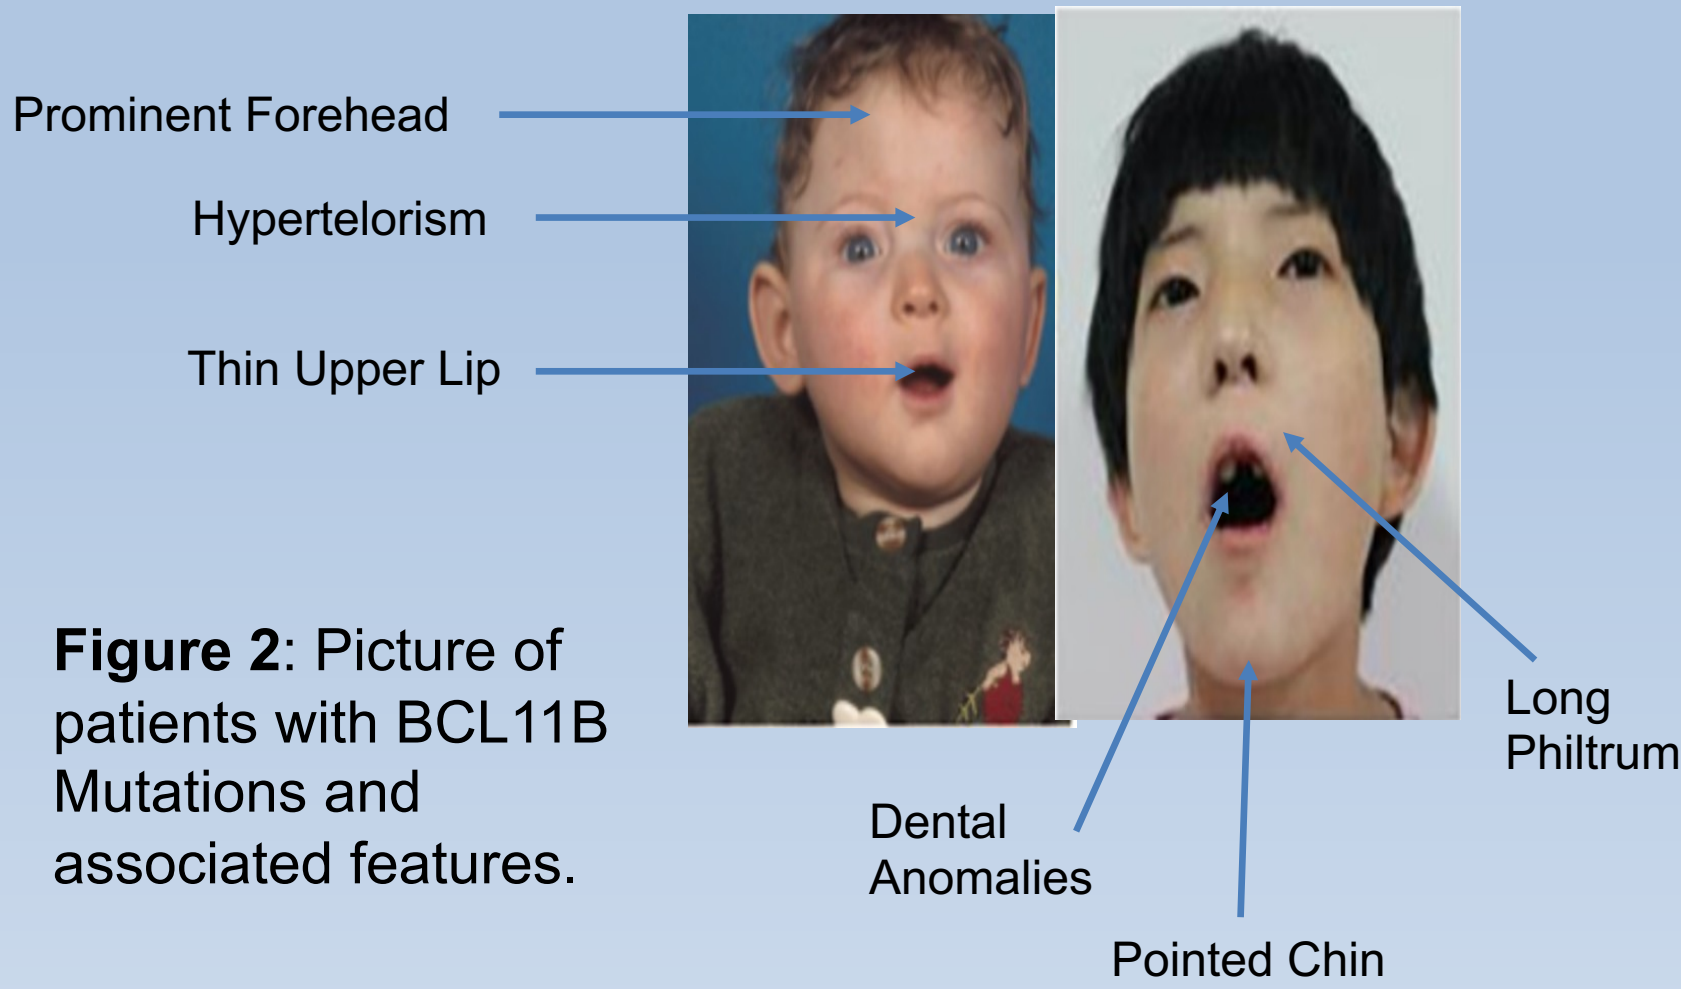 Prominent Forehead
Hypertelorism
Thin Upper Lip
Figure 2: Picture of
patients with BCL11B
Mutations and
associated features.
Long
Philtrum
Dental
Anomalies
Pointed Chin